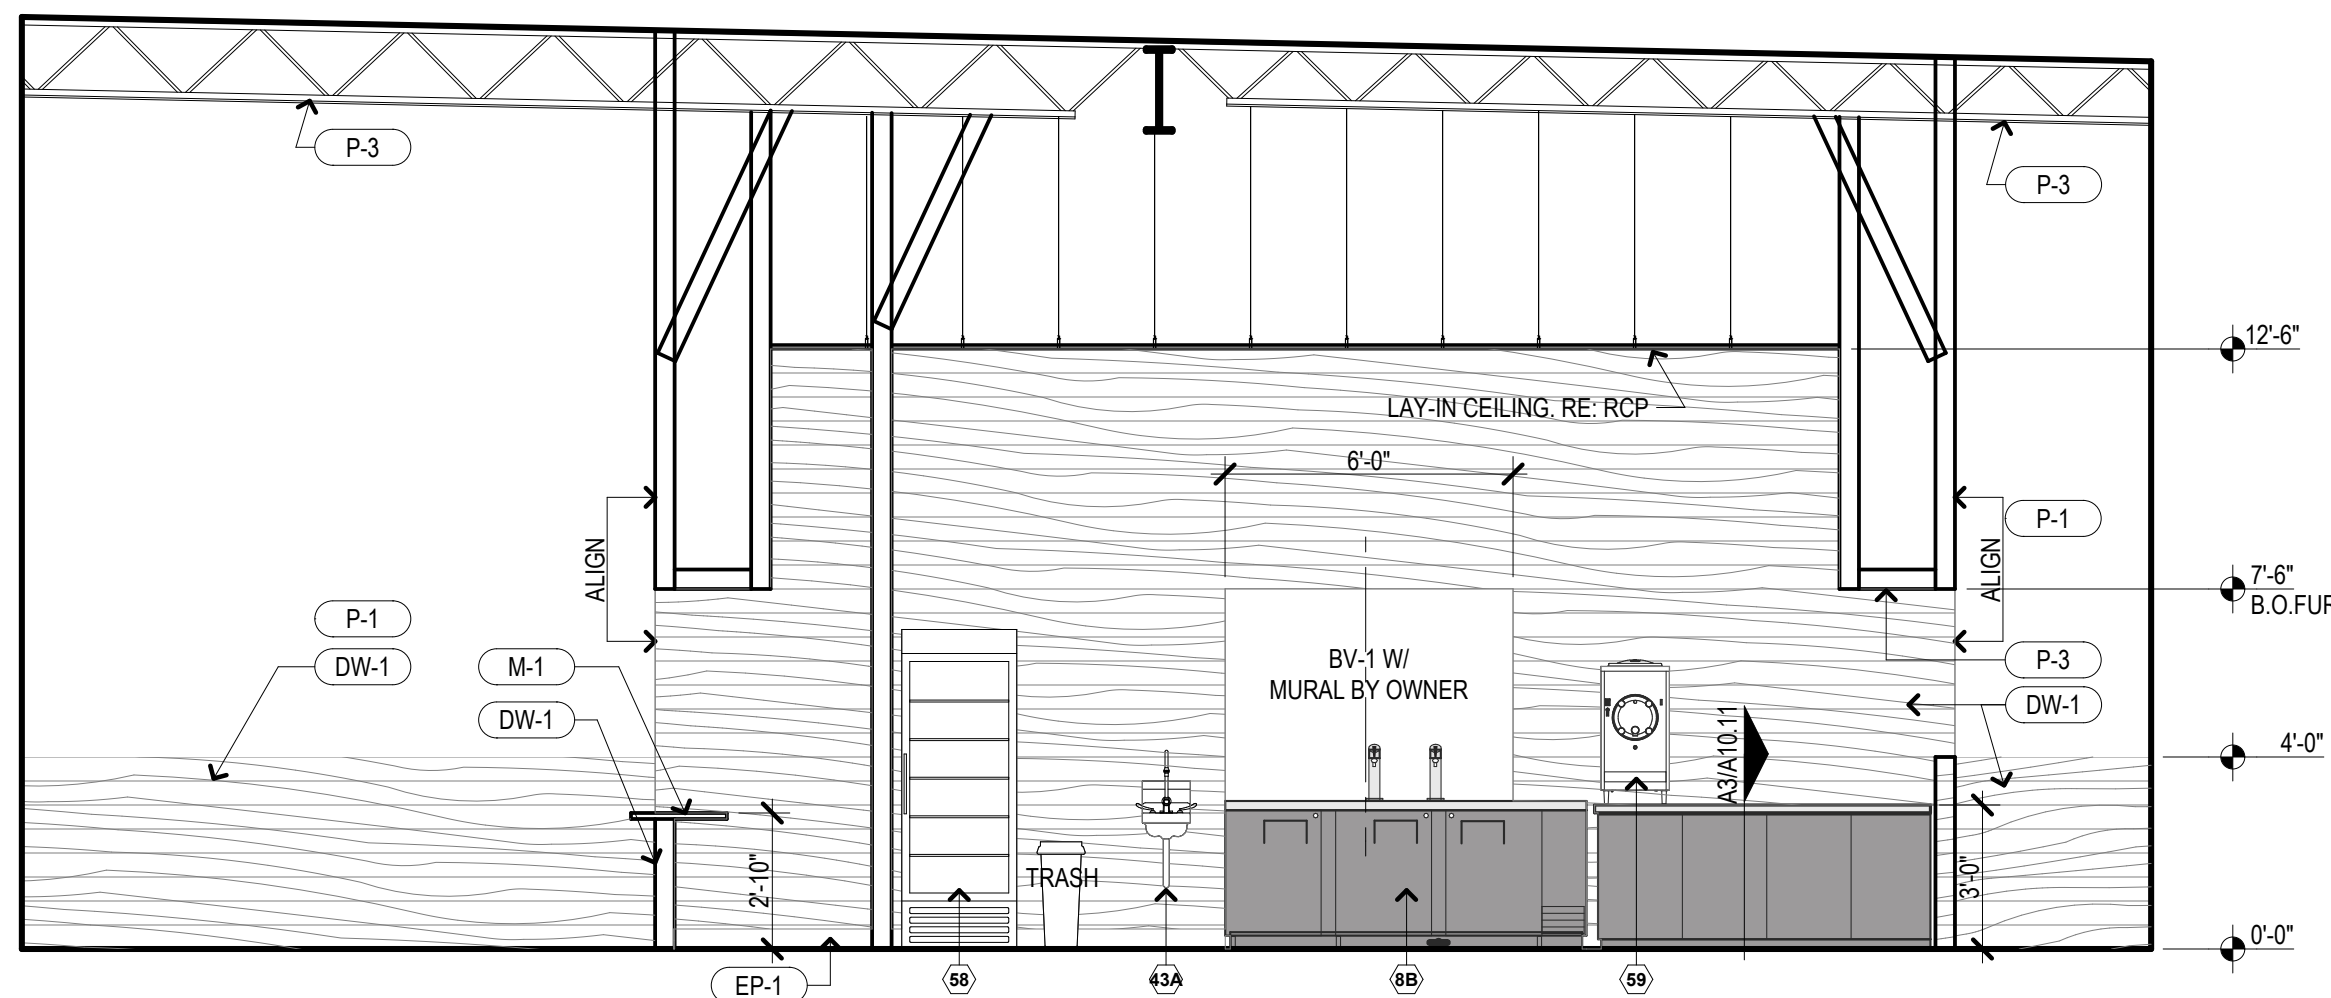 P-3
P-3
12'-6"
LAY-IN CEILING. RE: RCP
6'-0"
P-1
ALIGN
ALIGN
7'-6"
B.O.FUR
P-1
DW-1
M-1
DW-1
BV-1 W/
MURAL BY OWNER
P-3
DW-1
A3/A10.11
4'-0"
2'-10"
TRASH
3'-0"
0'-0"
EP-1
58
43A
8B
59